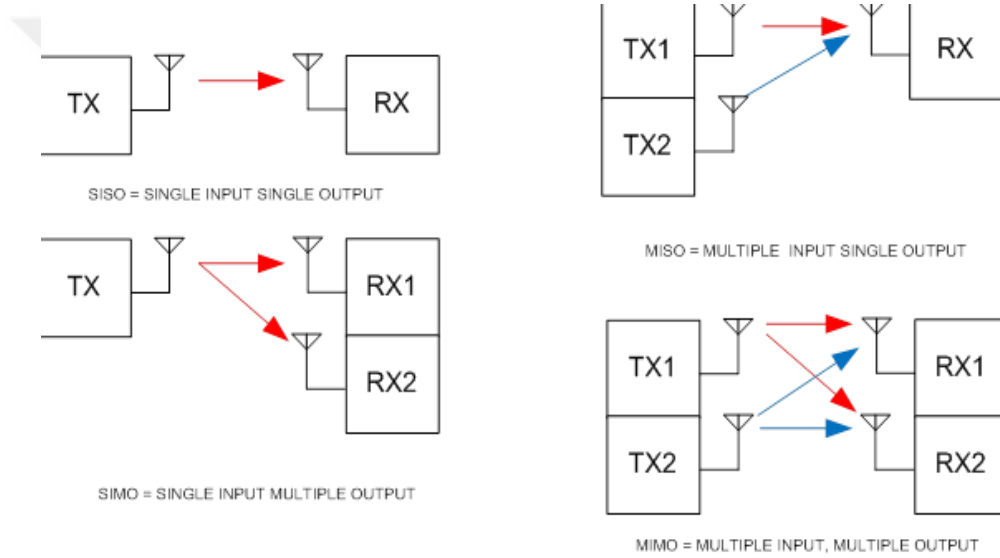 TX
RX
SISO = SINGLE INPUT SINGLE OUTPUT
TX
RX1
RX2
SIMO = SINGLE INPUT MULTIPLE OUTPUT
TX1
RX
TX2
MISO = MULTIPLE INPUT SINGLE OUTPUT
TX1
RX1
TX2
RX2
MIMO = MULTIPLE INPUT, MULTIPLE OUTPUT